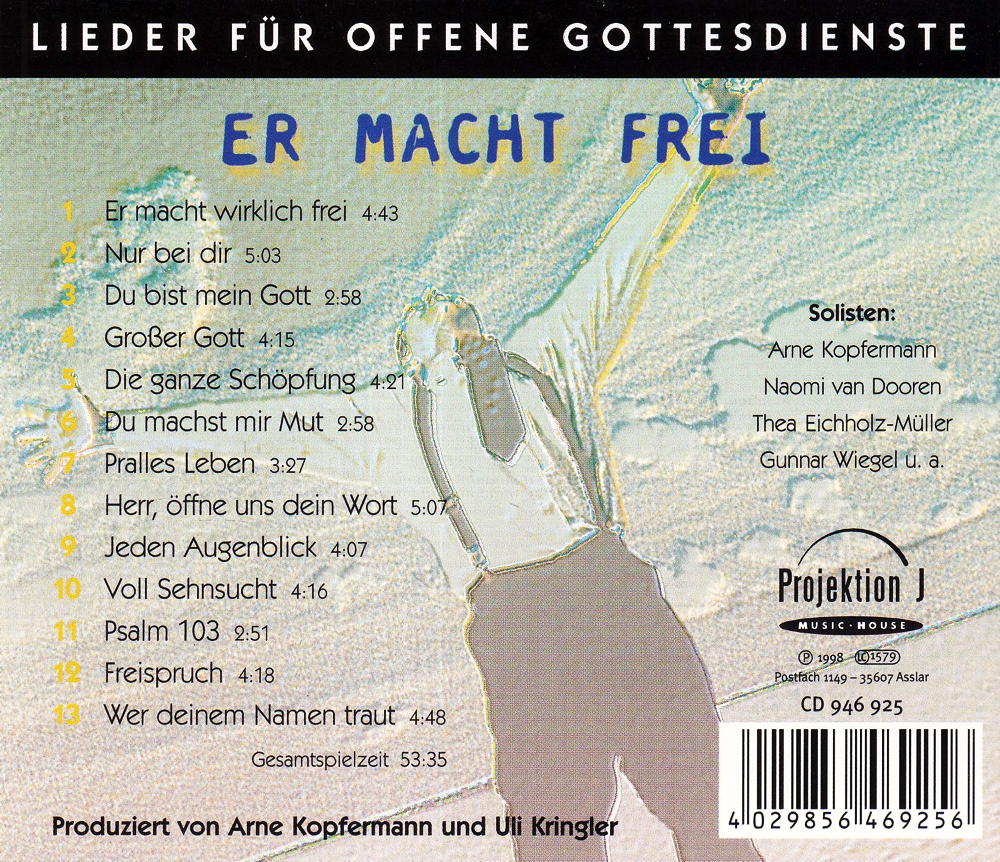 LIEDER FÜR OFFENE GOTTESDIENSTE
ER MACHT FREI
1 Er macht wirklich frei 4:43
2 Nur bei dir 5:03
3 Du bist mein Gott 2:58
4 Großer Gott 4:15
5 Die ganze Schöpfung 4:21
6 Du machst mir Mut 2:58
7 Pralles Leben 3:27
8 Herr, öffne uns dein Wort 5:07
9 Jeden Augenblick 4:07
10 Voll Sehnsucht 4:16
11 Psalm 103 2:51
12 Freispruch 4:18
13 Wer deinem Namen traut 4:48
Gesamtspielzeit 53:35
Produziert von Arne Kopfermann und Uli Kringler
Solisten:
Arne Kopfermann
Naomi van Dooren
Thea Eichholz-Müller
Gunnar Wiegel u. a.
Projektion J
MUSIC·HOUSE
℗ 1998 LC 1579
Postfach 1149 – 35607 Asslar
CD 946 925
4 029856 469256